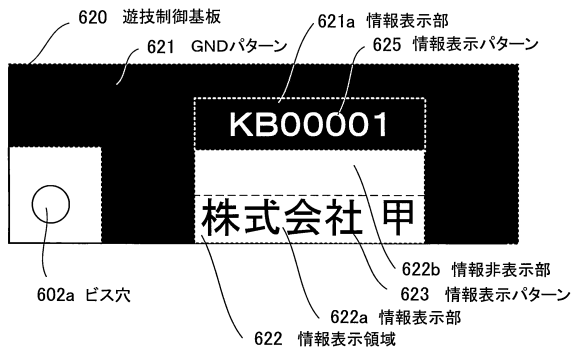 620 遊技制御基板
621 GNDパターン
621a 情報表示部
625 情報表示パターン
KB00001
株式会社 甲
602a ビス穴
622b 情報非表示部
623 情報表示パターン
622a 情報表示部
622 情報表示領域